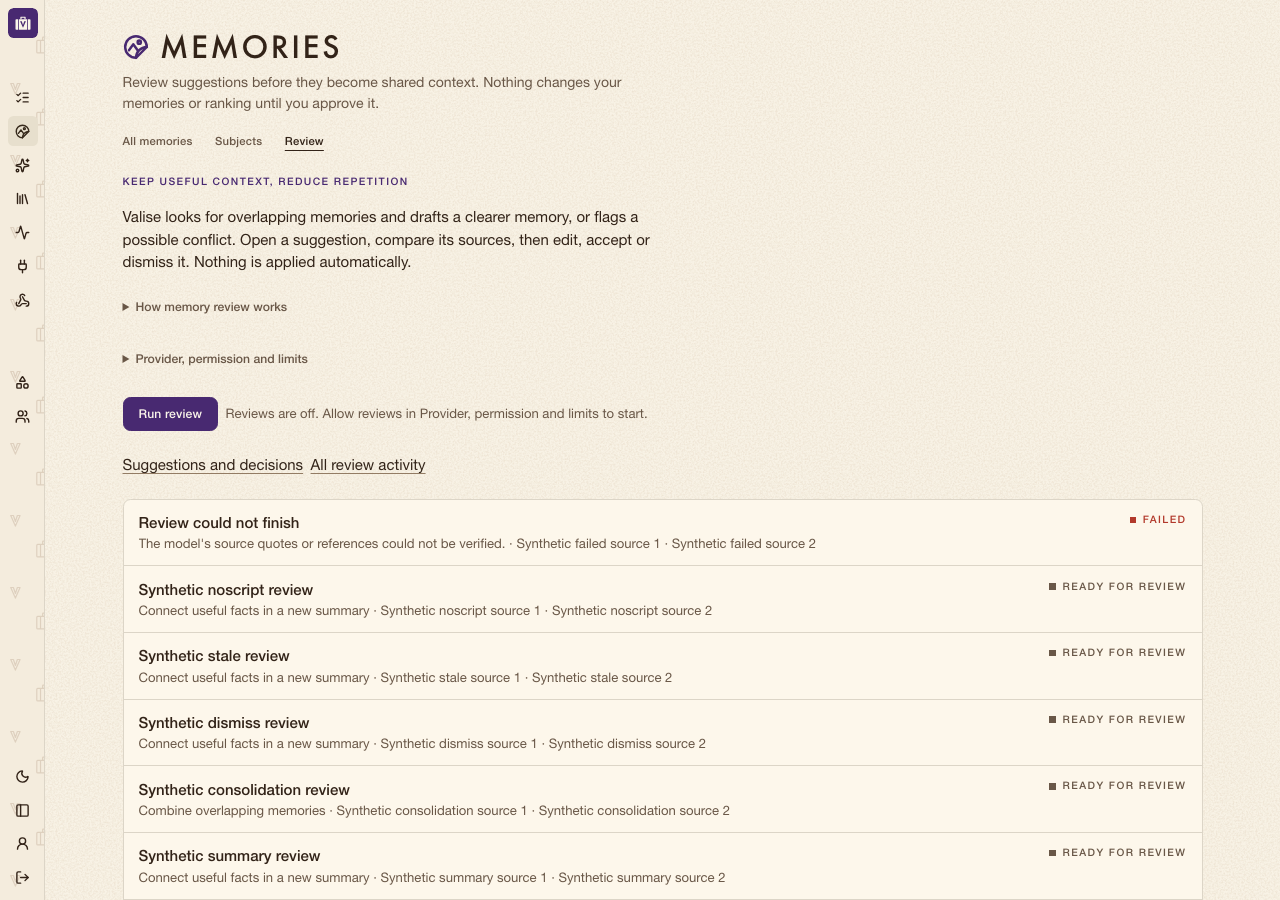 MEMORIES
Review suggestions before they become shared context. Nothing changes your
memories or ranking until you approve it.
All memories Subjects Review
KEEP USEFUL CONTEXT, REDUCE REPETITION
Valise looks for overlapping memories and drafts a clearer memory, or flags a
possible conflict. Open a suggestion, compare its sources, then edit, accept or
dismiss it. Nothing is applied automatically.
How memory review works
Provider, permission and limits
Run review Reviews are off. Allow reviews in Provider, permission and limits to start.
Suggestions and decisions All review activity
Review could not finish FAILED
The model's source quotes or references could not be verified. · Synthetic failed source 1 · Synthetic failed source 2
Synthetic noscript review READY FOR REVIEW
Connect useful facts in a new summary · Synthetic noscript source 1 · Synthetic noscript source 2
Synthetic stale review READY FOR REVIEW
Connect useful facts in a new summary · Synthetic stale source 1 · Synthetic stale source 2
Synthetic dismiss review READY FOR REVIEW
Connect useful facts in a new summary · Synthetic dismiss source 1 · Synthetic dismiss source 2
Synthetic consolidation review READY FOR REVIEW
Combine overlapping memories · Synthetic consolidation source 1 · Synthetic consolidation source 2
Synthetic summary review READY FOR REVIEW
Connect useful facts in a new summary · Synthetic summary source 1 · Synthetic summary source 2